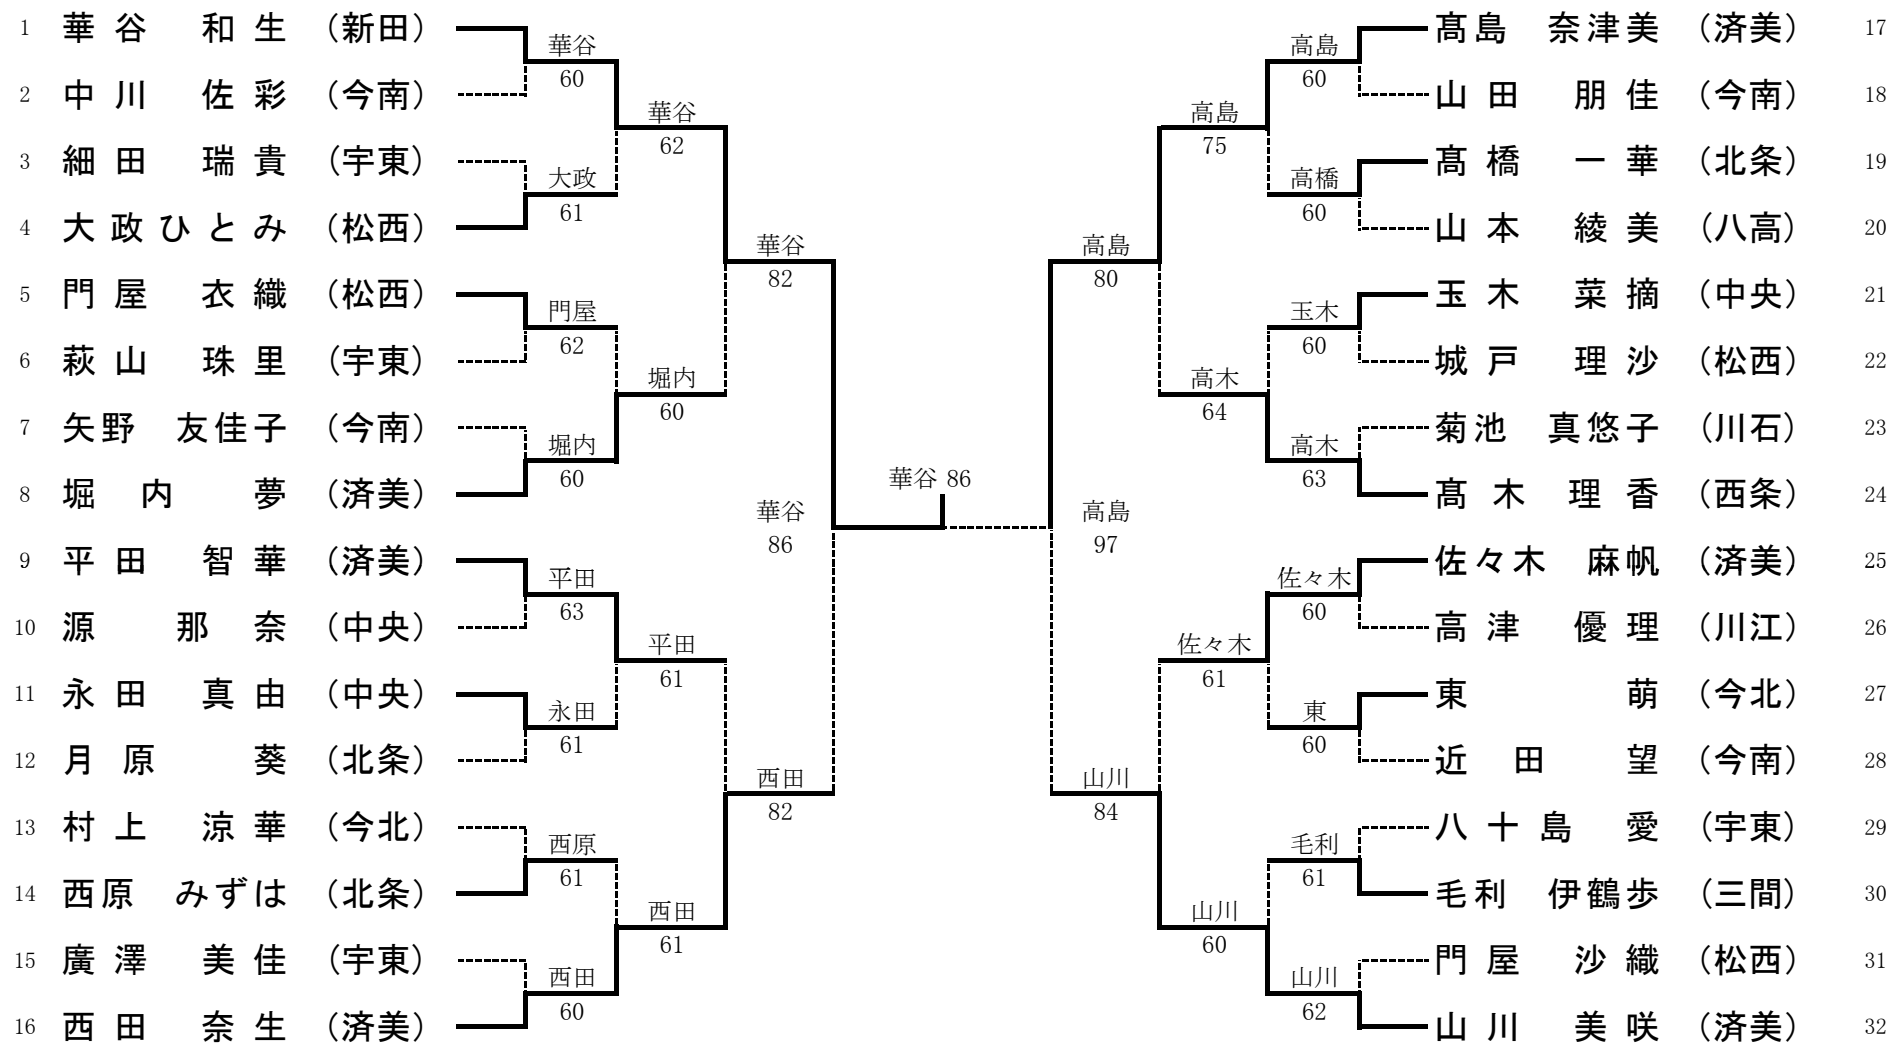 1 華谷 和生 （新田）
2 中川 佐彩 （今南）
3 細田 瑞貴 （宇東）
4 大政ひとみ （松西）
5 門屋 衣織 （松西）
6 萩山 珠里 （宇東）
7 矢野 友佳子 （今南）
8 堀内 夢 （済美）
9 平田 智華 （済美）
10 源 那奈 （中央）
11 永田 真由 （中央）
12 月原 葵 （北条）
13 村上 涼華 （今北）
14 西原 みずは （北条）
15 廣澤 美佳 （宇東）
16 西田 奈生 （済美）
華谷
60
大政
61
門屋
62
堀内
60
平田
63
永田
61
西原
61
西田
60
華谷
62
堀内
60
平田
61
西田
61
華谷
82
西田
82
華谷
86
華谷 86
高島
97
高島
80
山川
84
高島
75
高木
64
佐々木
61
山川
60
高島
60
高橋
60
玉木
60
高木
63
佐々木
60
東
60
毛利
61
山川
62
髙島 奈津美 （済美） 17
山田 朋佳 （今南） 18
髙橋 一華 （北条） 19
山本 綾美 （八高） 20
玉木 菜摘 （中央） 21
城戸 理沙 （松西） 22
菊池 真悠子 （川石） 23
髙木 理香 （西条） 24
佐々木 麻帆 （済美） 25
高津 優理 （川江） 26
東 萌 （今北） 27
近田 望 （今南） 28
八十島 愛 （宇東） 29
毛利 伊鶴歩 （三間） 30
門屋 沙織 （松西） 31
山川 美咲 （済美） 32